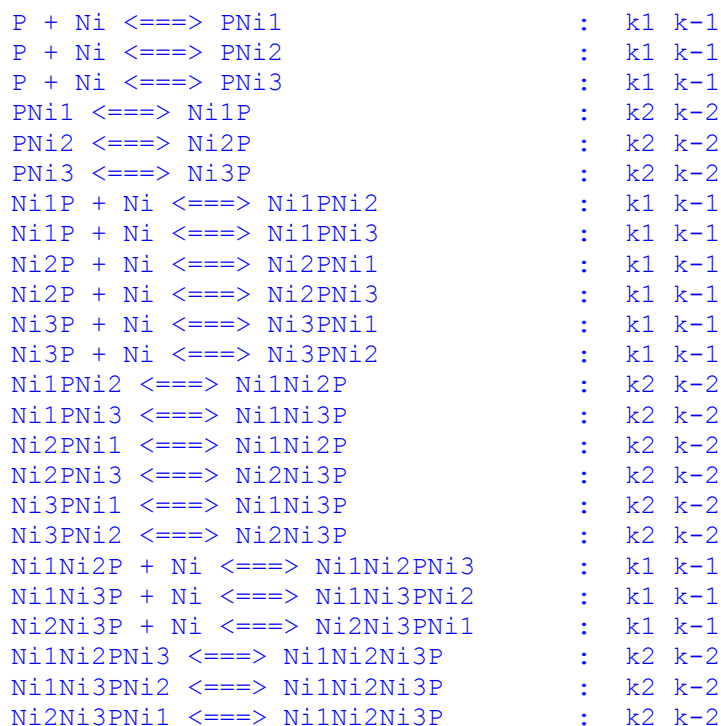 P + Ni <===> PNi1 : k1 k-1
P + Ni <===> PNi2 : k1 k-1
P + Ni <===> PNi3 : k1 k-1
PNi1 <===> Ni1P : k2 k-2
PNi2 <===> Ni2P : k2 k-2
PNi3 <===> Ni3P : k2 k-2
Ni1P + Ni <===> Ni1PNi2 : k1 k-1
Ni1P + Ni <===> Ni1PNi3 : k1 k-1
Ni2P + Ni <===> Ni2PNi1 : k1 k-1
Ni2P + Ni <===> Ni2PNi3 : k1 k-1
Ni3P + Ni <===> Ni3PNi1 : k1 k-1
Ni3P + Ni <===> Ni3PNi2 : k1 k-1
Ni1PNi2 <===> Ni1Ni2P : k2 k-2
Ni1PNi3 <===> Ni1Ni3P : k2 k-2
Ni2PNi1 <===> Ni1Ni2P : k2 k-2
Ni2PNi3 <===> Ni2Ni3P : k2 k-2
Ni3PNi1 <===> Ni1Ni3P : k2 k-2
Ni3PNi2 <===> Ni2Ni3P : k2 k-2
Ni1Ni2P + Ni <===> Ni1Ni2PNi3 : k1 k-1
Ni1Ni3P + Ni <===> Ni1Ni3PNi2 : k1 k-1
Ni2Ni3P + Ni <===> Ni2Ni3PNi1 : k1 k-1
Ni1Ni2PNi3 <===> Ni1Ni2Ni3P : k2 k-2
Ni1Ni3PNi2 <===> Ni1Ni2Ni3P : k2 k-2
Ni2Ni3PNi1 <===> Ni1Ni2Ni3P : k2 k-2